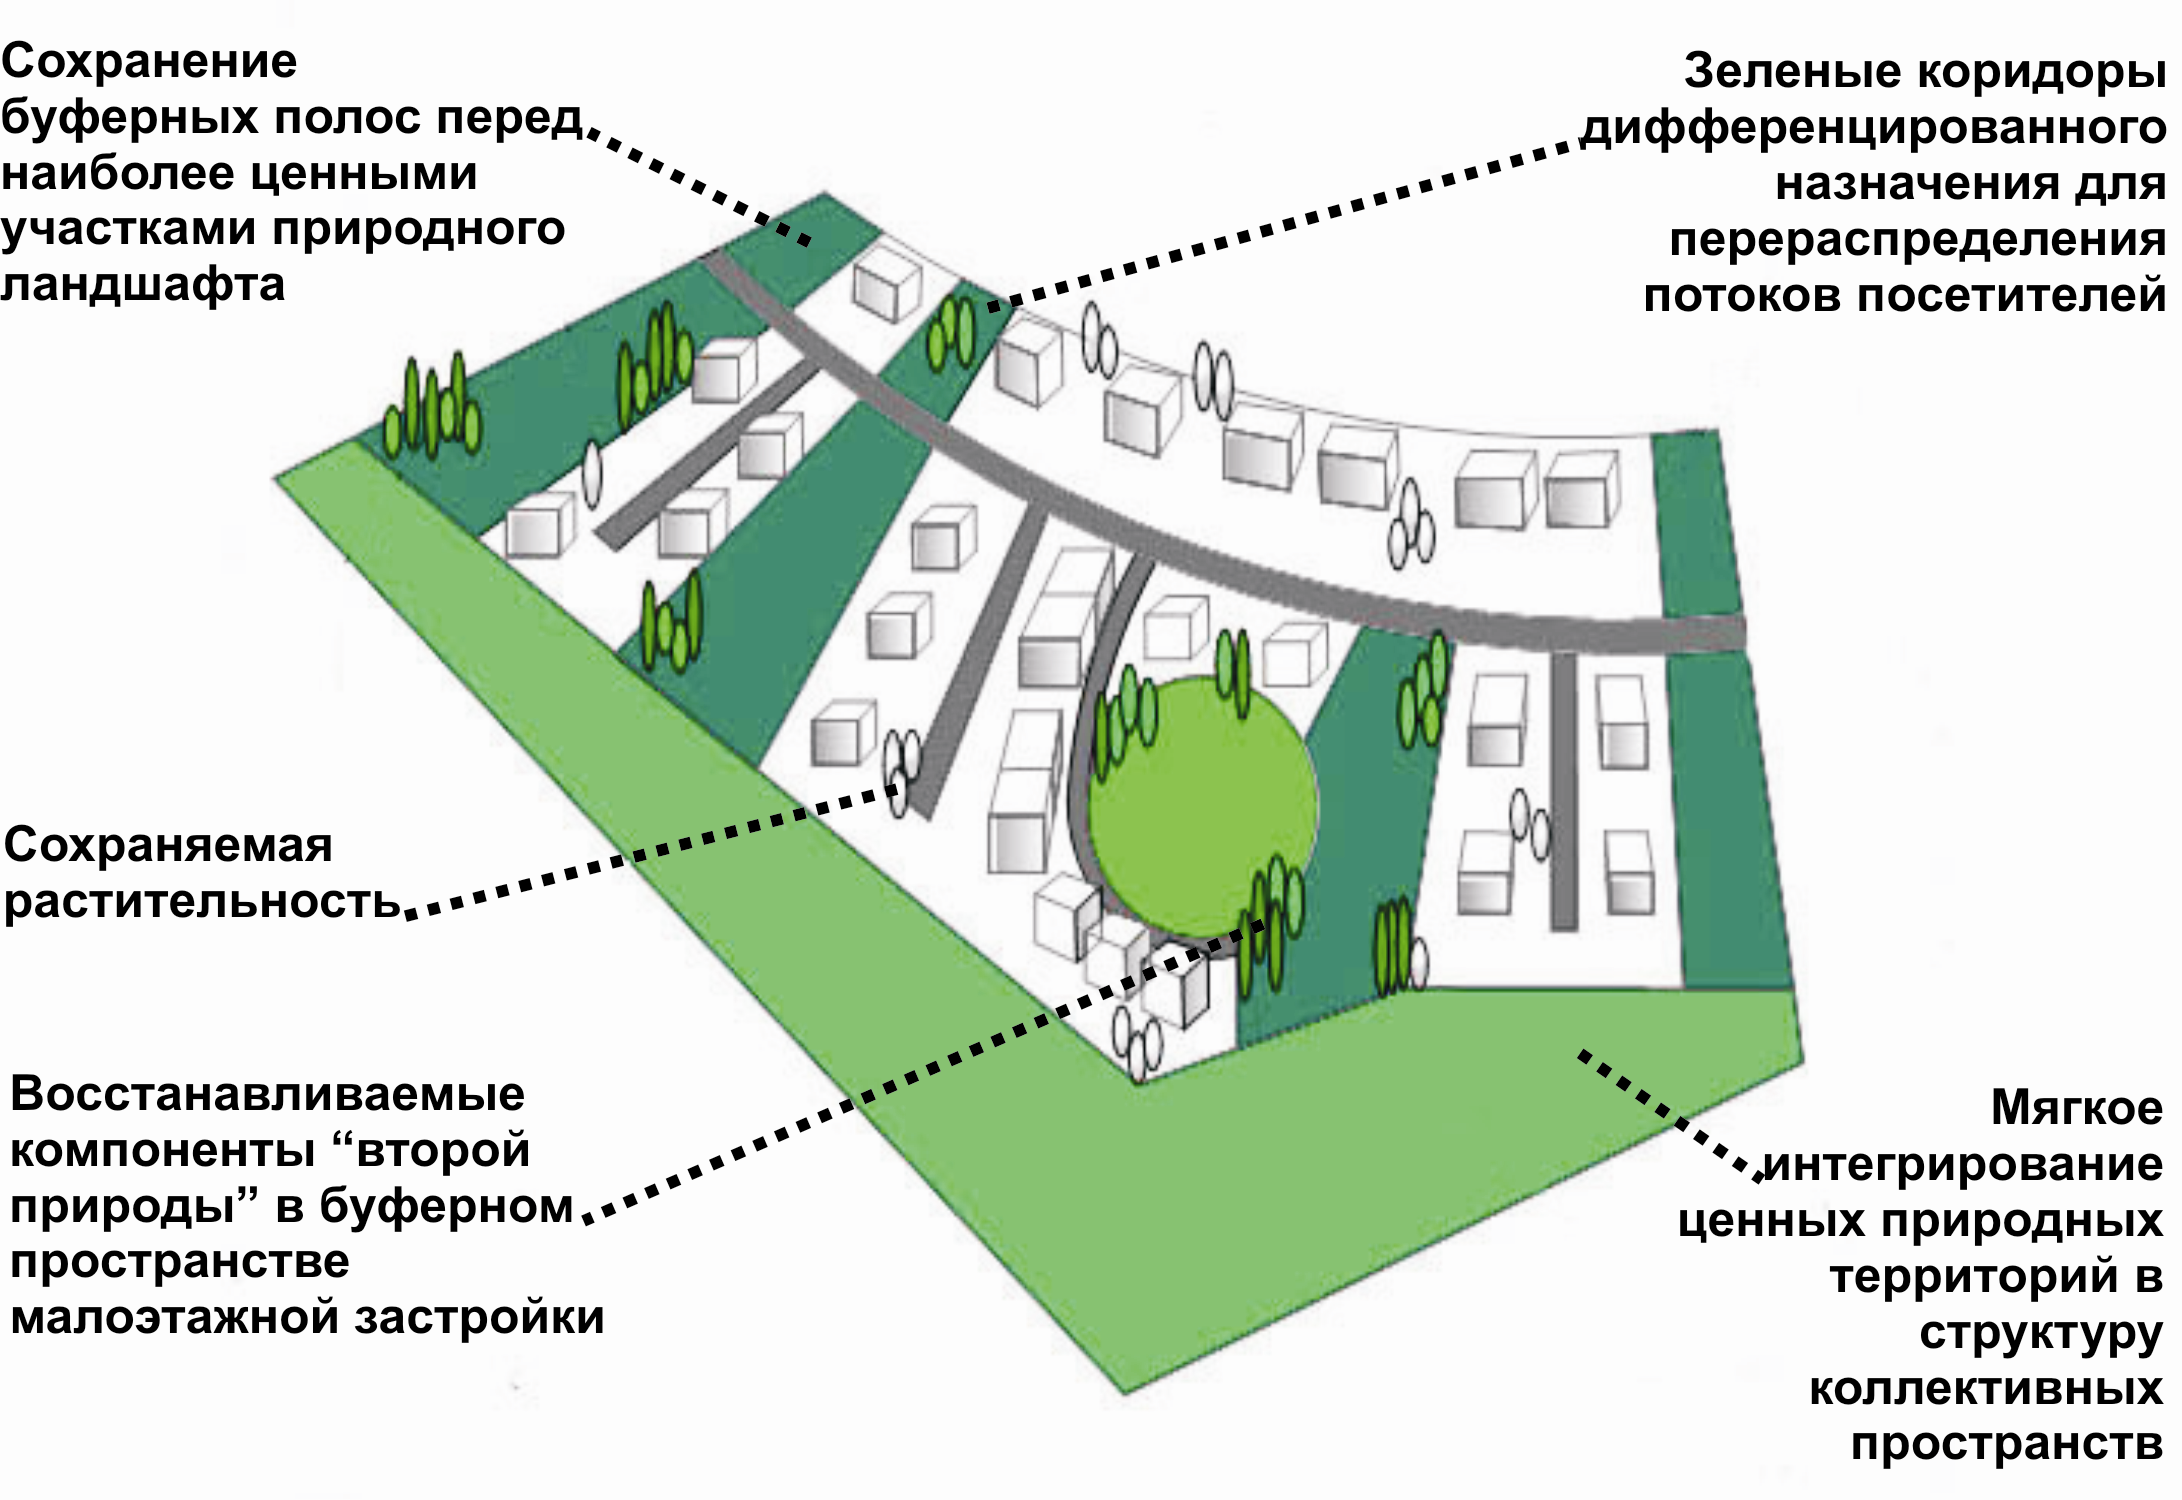 Сохранение
буферных полос перед
наиболее ценными
участками природного
ландшафта
Зеленые коридоры
дифференцированного
назначения для
перераспределения
потоков посетителей
Сохраняемая
растительность
Восстанавливаемые
компоненты “второй
природы” в буферном
пространстве
малоэтажной застройки
Мягкое
интегрирование
ценных природных
территорий в
структуру
коллективных
пространств